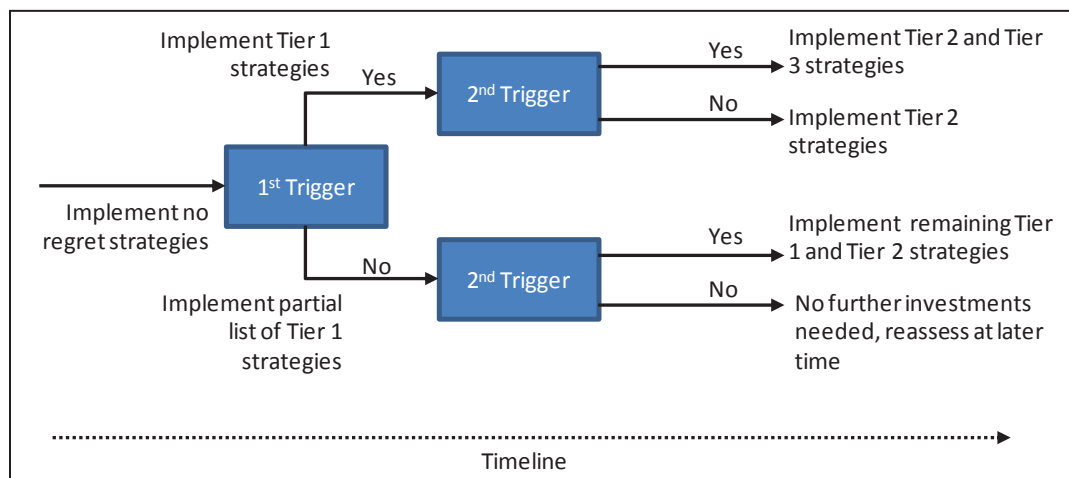 Implement Tier 1
strategies
Yes
2nd Trigger
Yes
Implement Tier 2 and Tier
3 strategies
No
Implement Tier 2
strategies
1st Trigger
Implement no
regret strategies
No
Implement partial
list of Tier 1
strategies
2nd Trigger
Yes
Implement remaining Tier
1 and Tier 2 strategies
No
No further investments
needed, reassess at later
time
Timeline